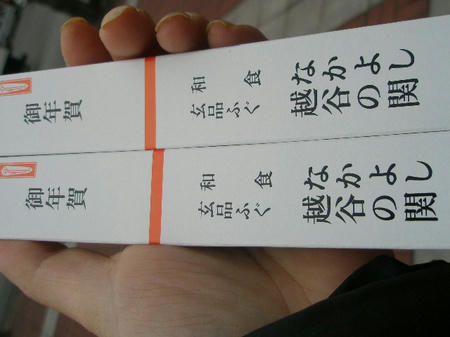 御年賀
和食
玄品ふぐ
なかよし
越谷の関
御年賀
和食
玄品ふぐ
なかよし
越谷の関